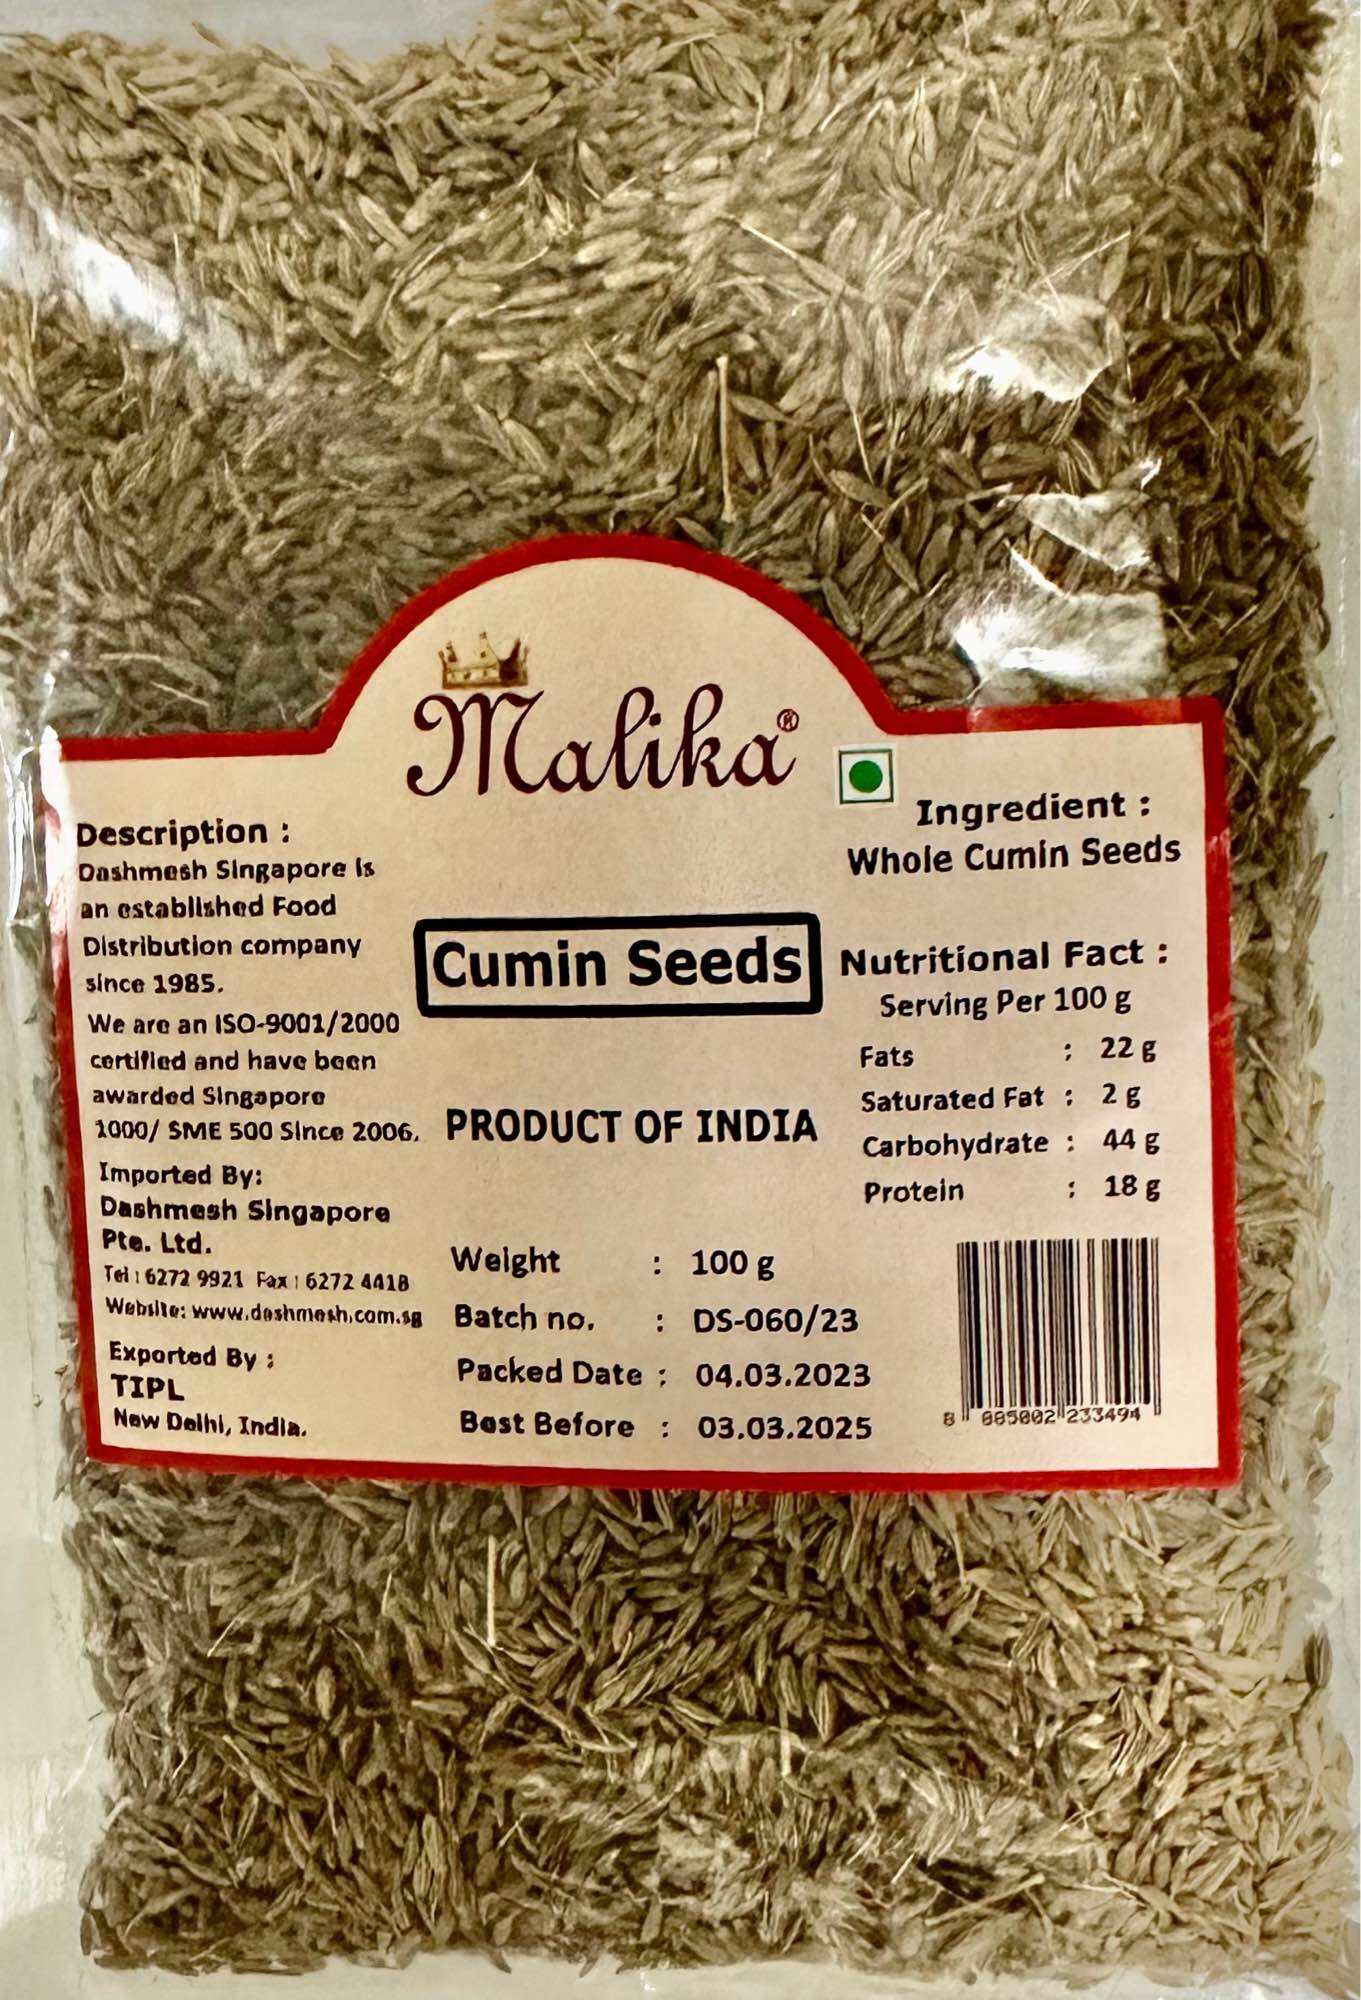 Malika®
Description :
Dashmesh Singapore is
an established Food
Distribution company
since 1985.
We are an ISO-9001/2000
certified and have been
awarded Singapore
1000/ SME 500 Since 2006.
Imported By:
Dashmesh Singapore
Pte. Ltd.
Tel : 6272 9921 Fax : 6272 4418
Website: www.dashmesh.com.sg
Exported By :
TIPL
New Delhi, India.
Cumin Seeds
PRODUCT OF INDIA
Weight : 100 g
Batch no. : DS-060/23
Packed Date : 04.03.2023
Best Before : 03.03.2025
Ingredient :
Whole Cumin Seeds
Nutritional Fact :
Serving Per 100 g
Fats : 22 g
Saturated Fat : 2 g
Carbohydrate : 44 g
Protein : 18 g
8 885002 233494